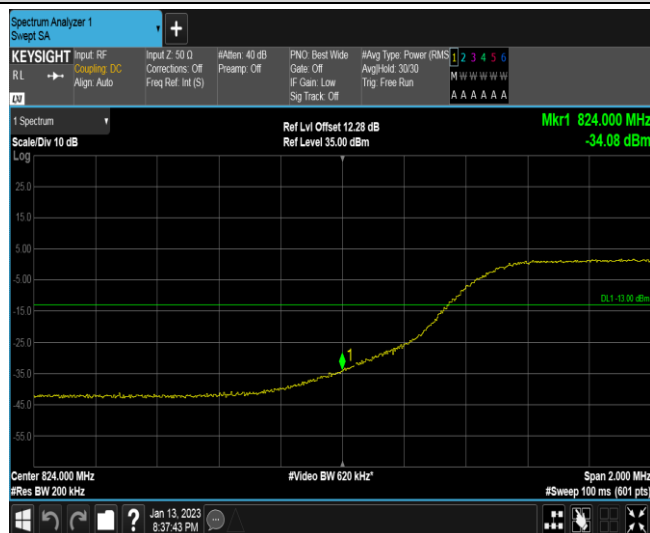 Spectrum Analyzer 1
Swept SA
KEYSIGHT
RL
LXI
Input: RF
Coupling: DC
Align: Auto
Input Z: 50 Ω
Corrections: Off
Freq Ref: Int (S)
#Atten: 40 dB
Preamp: Off
PNO: Best Wide
Gate: Off
IF Gain: Low
Sig Track: Off
#Avg Type: Power (RMS
Avg|Hold: 30/30
Trig: Free Run
1 2 3 4 5 6
M W W W W W
A A A A A A
1 Spectrum
Scale/Div 10 dB
Log
Ref Lvl Offset 12.28 dB
Ref Level 35.00 dBm
Mkr1 824.000 MHz
-34.08 dBm
25.0
15.0
5.00
-5.00
DL1 -13.00 dBm
-15.0
-25.0
1
-35.0
-45.0
-55.0
Center 824.000 MHz
#Res BW 200 kHz
#Video BW 620 kHz*
Span 2.000 MHz
#Sweep 100 ms (601 pts)
?
Jan 13, 2023
8:37:43 PM